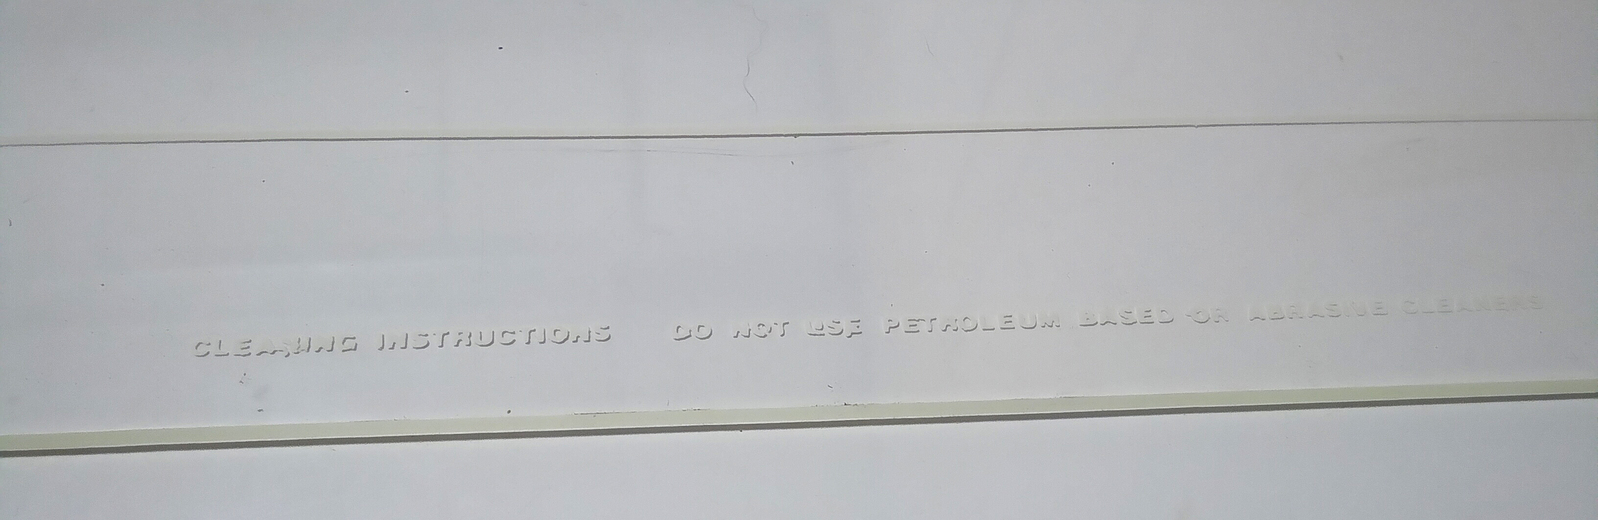 CLEANING INSTRUCTIONS DO NOT USE PETROLEUM BASED OR ABRASIVE CLEANERS